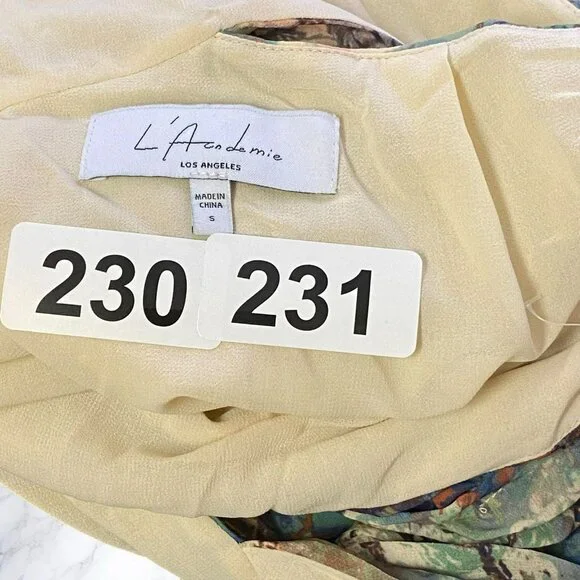 L'Academie
LOS ANGELES
MADE IN
CHINA
S
230 231